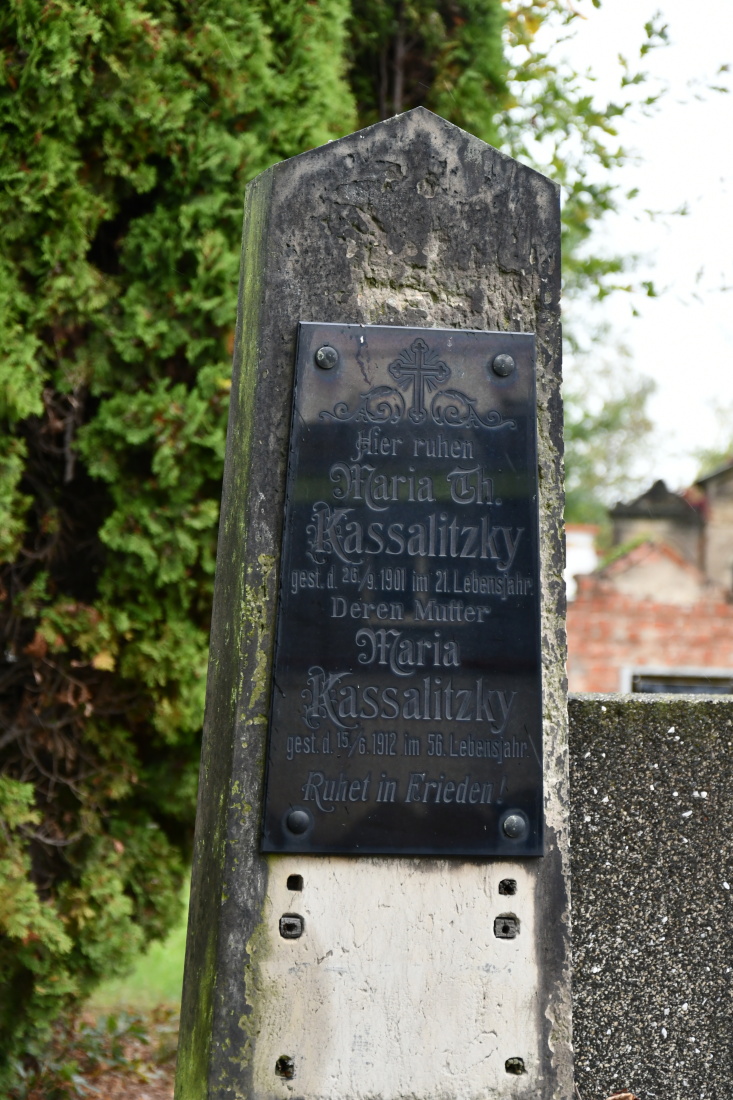 Hier ruhen
Maria Th.
Kassalitzky
gest. d. 26/9. 1901 im 21. Lebensjahr.
Deren Mutter
Maria
Kassalitzky
gest. d. 15/6. 1912 im 56. Lebensjahr
Ruhet in Frieden!